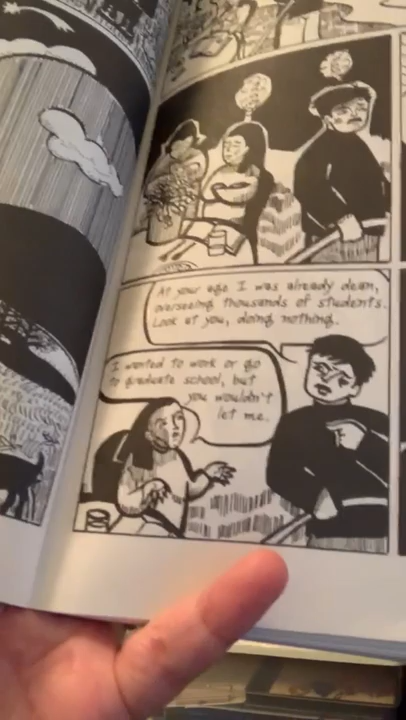 At your age I was already dean,
overseeing thousands of students.
Look at you, doing nothing.
I wanted to work or go
to graduate school, but
you wouldn't
let me.